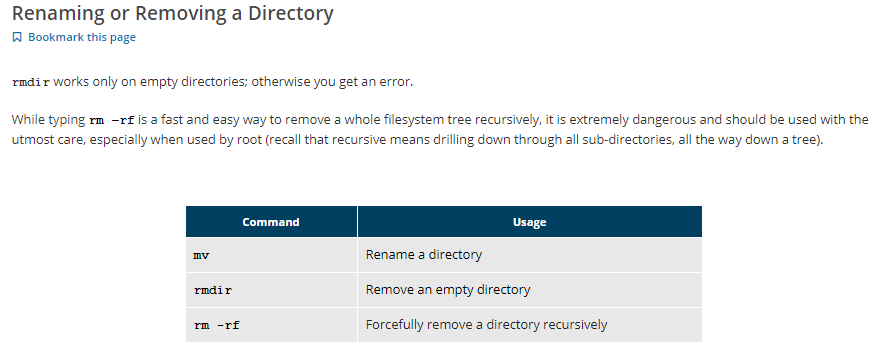 Renaming or Removing a Directory
Bookmark this page
rmdir works only on empty directories; otherwise you get an error.
While typing rm -rf is a fast and easy way to remove a whole filesystem tree recursively, it is extremely dangerous and should be used with the
utmost care, especially when used by root (recall that recursive means drilling down through all sub-directories, all the way down a tree).
Command Usage
mv Rename a directory
rmdir Remove an empty directory
rm -rf Forcefully remove a directory recursively